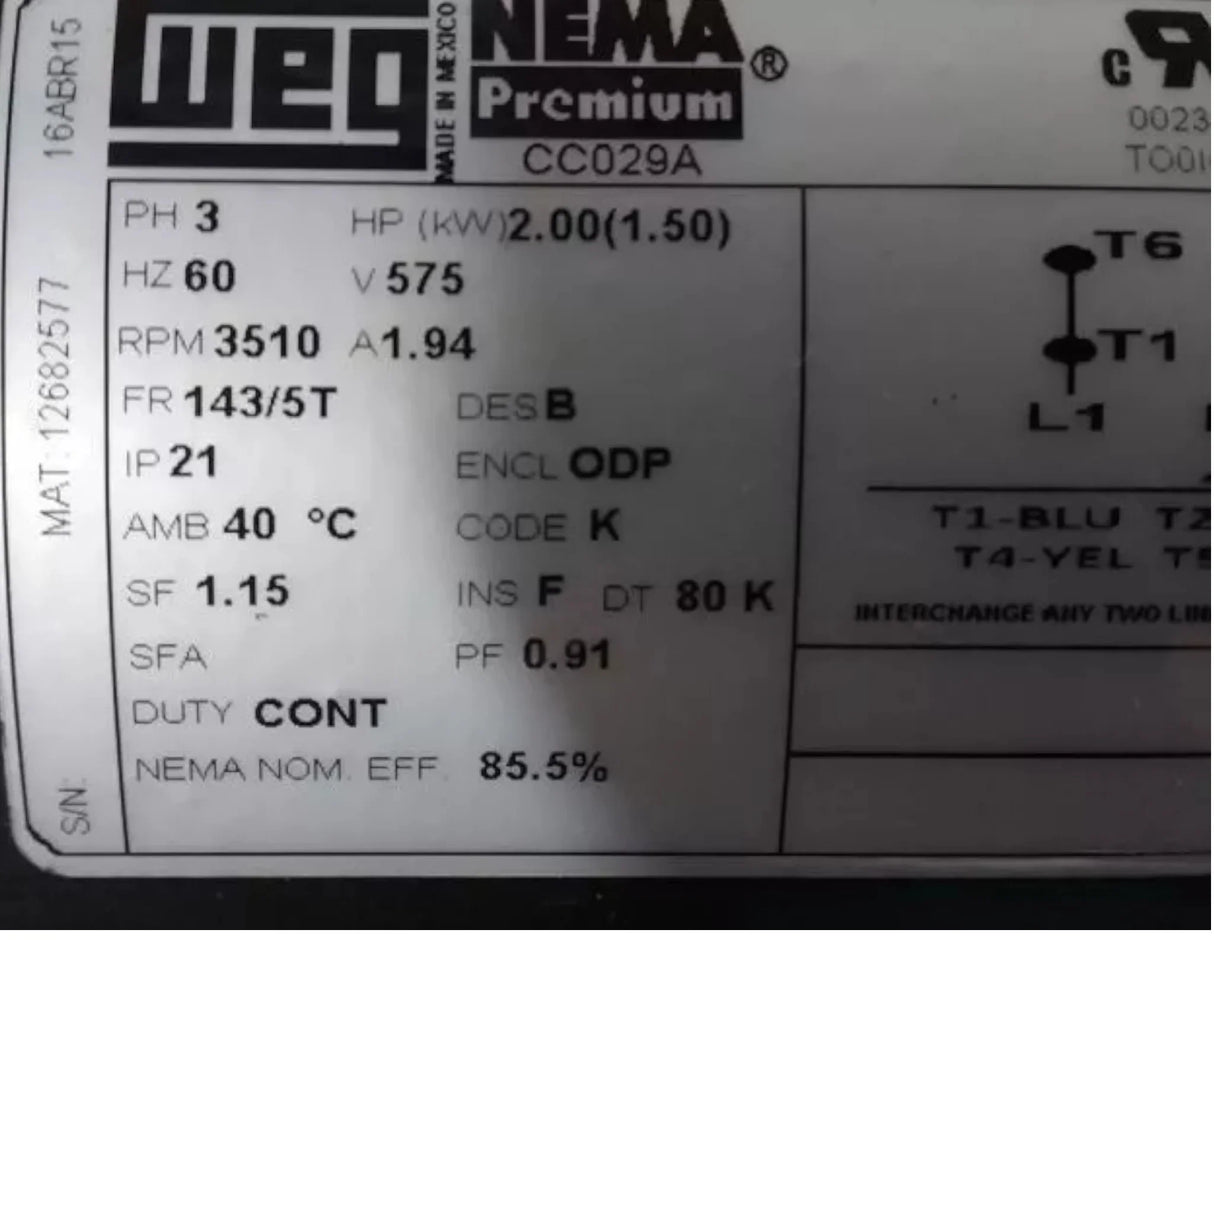 16ABR15
MAT: 12682577
S/N:
WEG
MADE IN MEXICO
NEMA
Premium
®
CC029A
C
0023
PH 3 HP (kW) 2.00(1.50)
HZ 60 V 575
RPM 3510 A 1.94
FR 143/5T DES B
IP 21 ENCL ODP
AMB 40 °C CODE K
SF 1.15 INS F DT 80 K
SFA PF 0.91
DUTY CONT
NEMA NOM. EFF. 85.5%
T6
T1
L1
T1-BLU
T4-YEL
INTERCHANGE ANY TWO